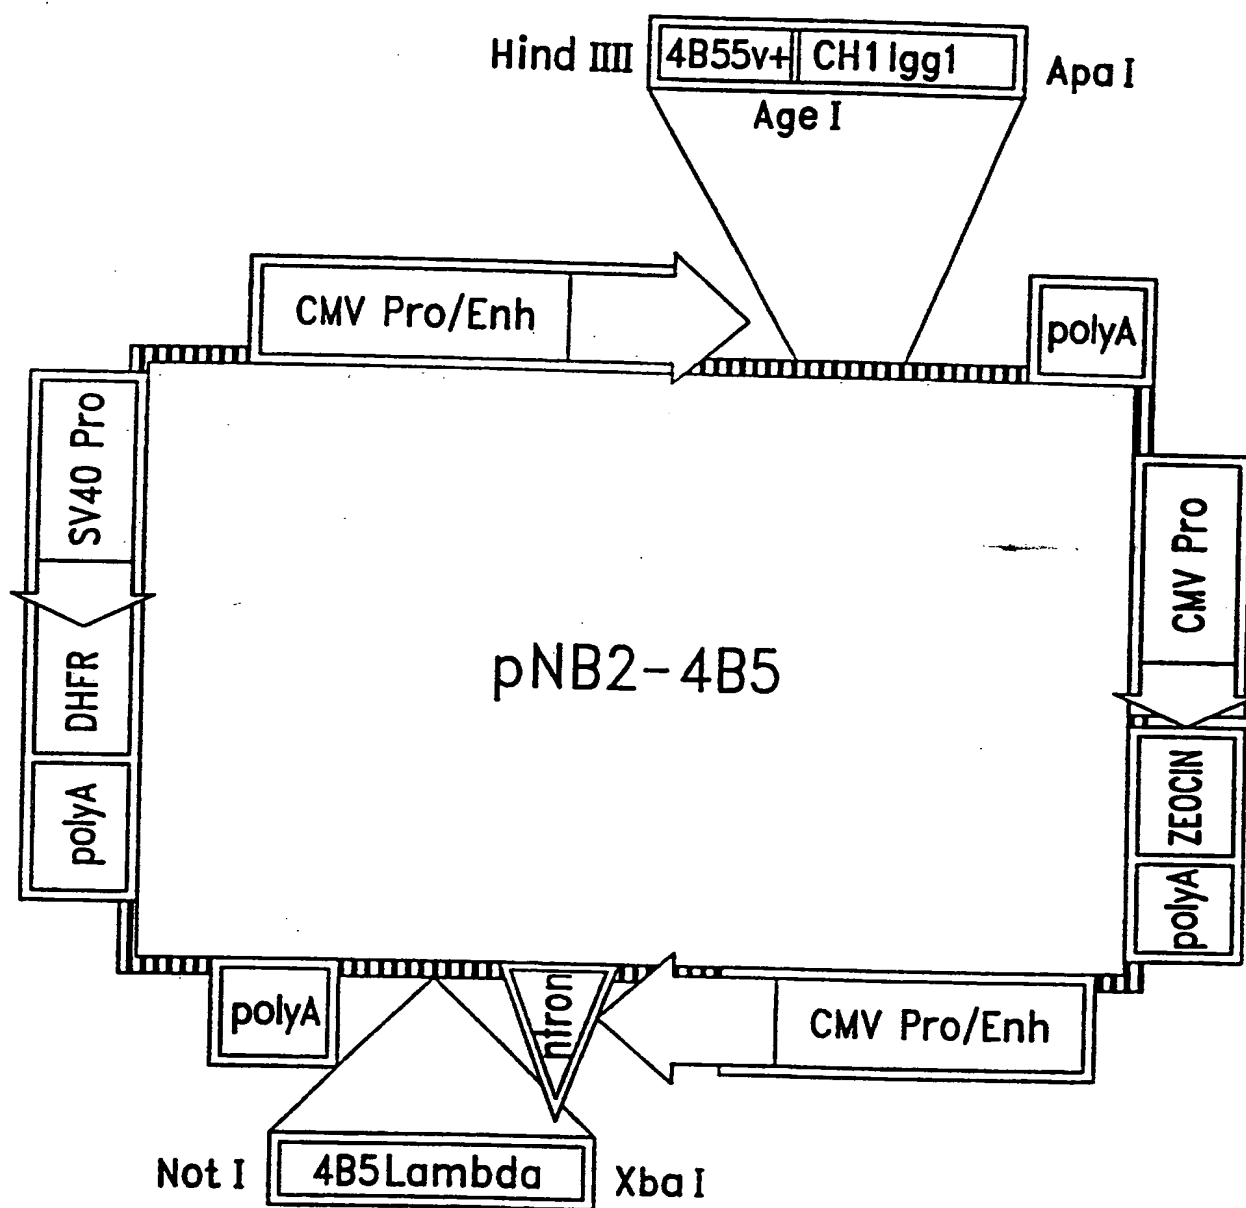 Hind IIII
4B55v+
CH1 Igg1
Apa I
Age I
CMV Pro/Enh
polyA
SV40 Pro
DHFR
polyA
pNB2-4B5
CMV Pro
ZEOCIN
polyA
polyA
ntron
CMV Pro/Enh
Not I
4B5Lambda
Xba I